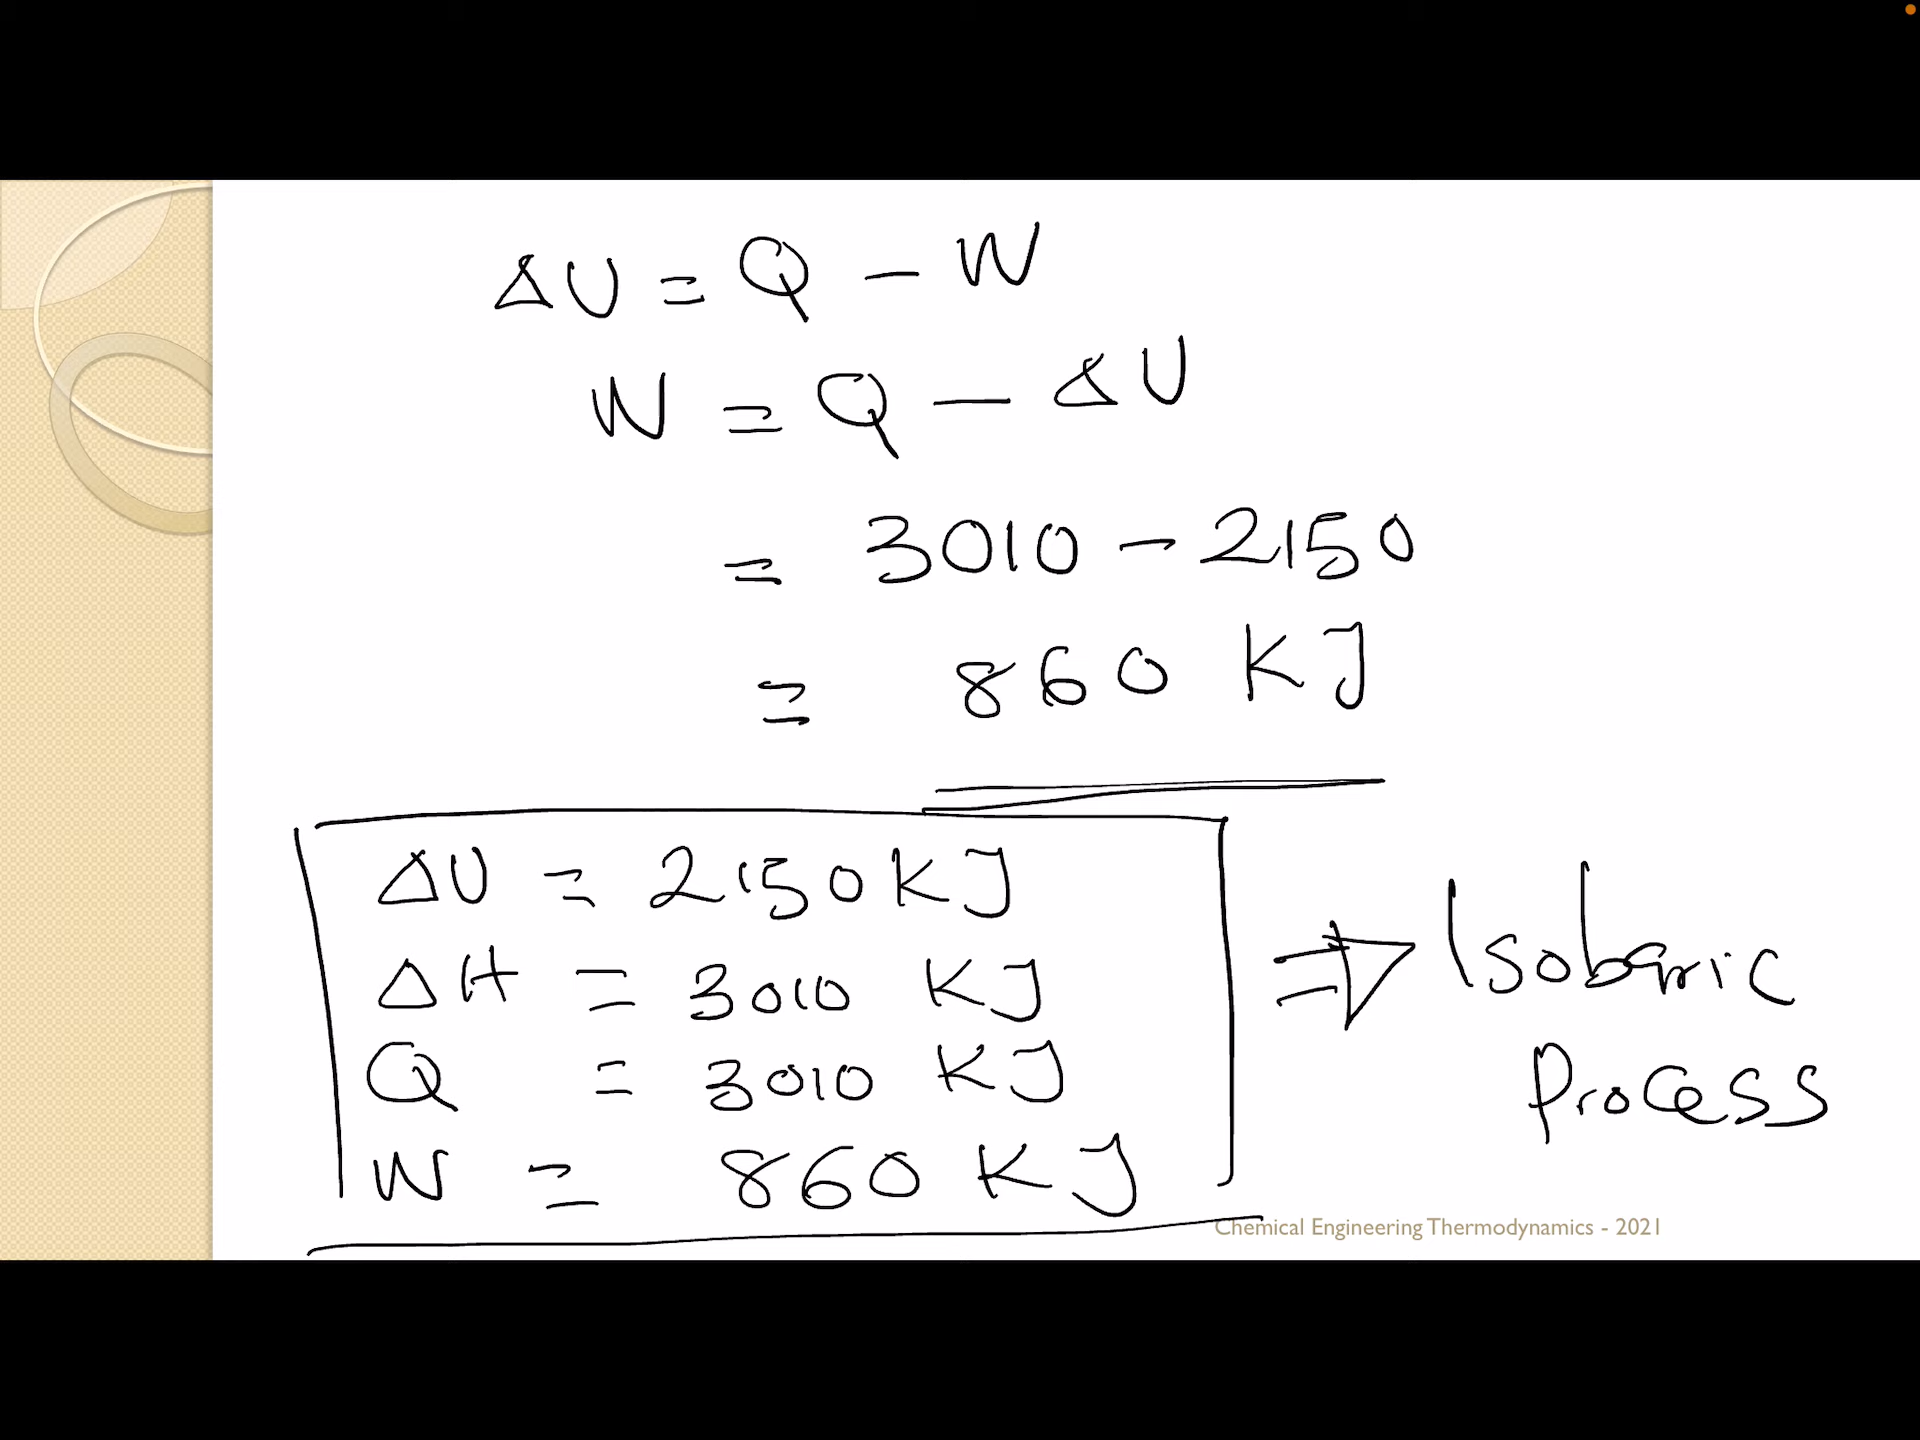 ΔU = Q - W
W = Q - ΔU
= 3010 - 2150
= 860 KJ
ΔU = 2150 KJ
ΔH = 3010 KJ
Q = 3010 KJ
W = 860 KJ
⇒ Isobaric
Process
Chemical Engineering Thermodynamics - 2021